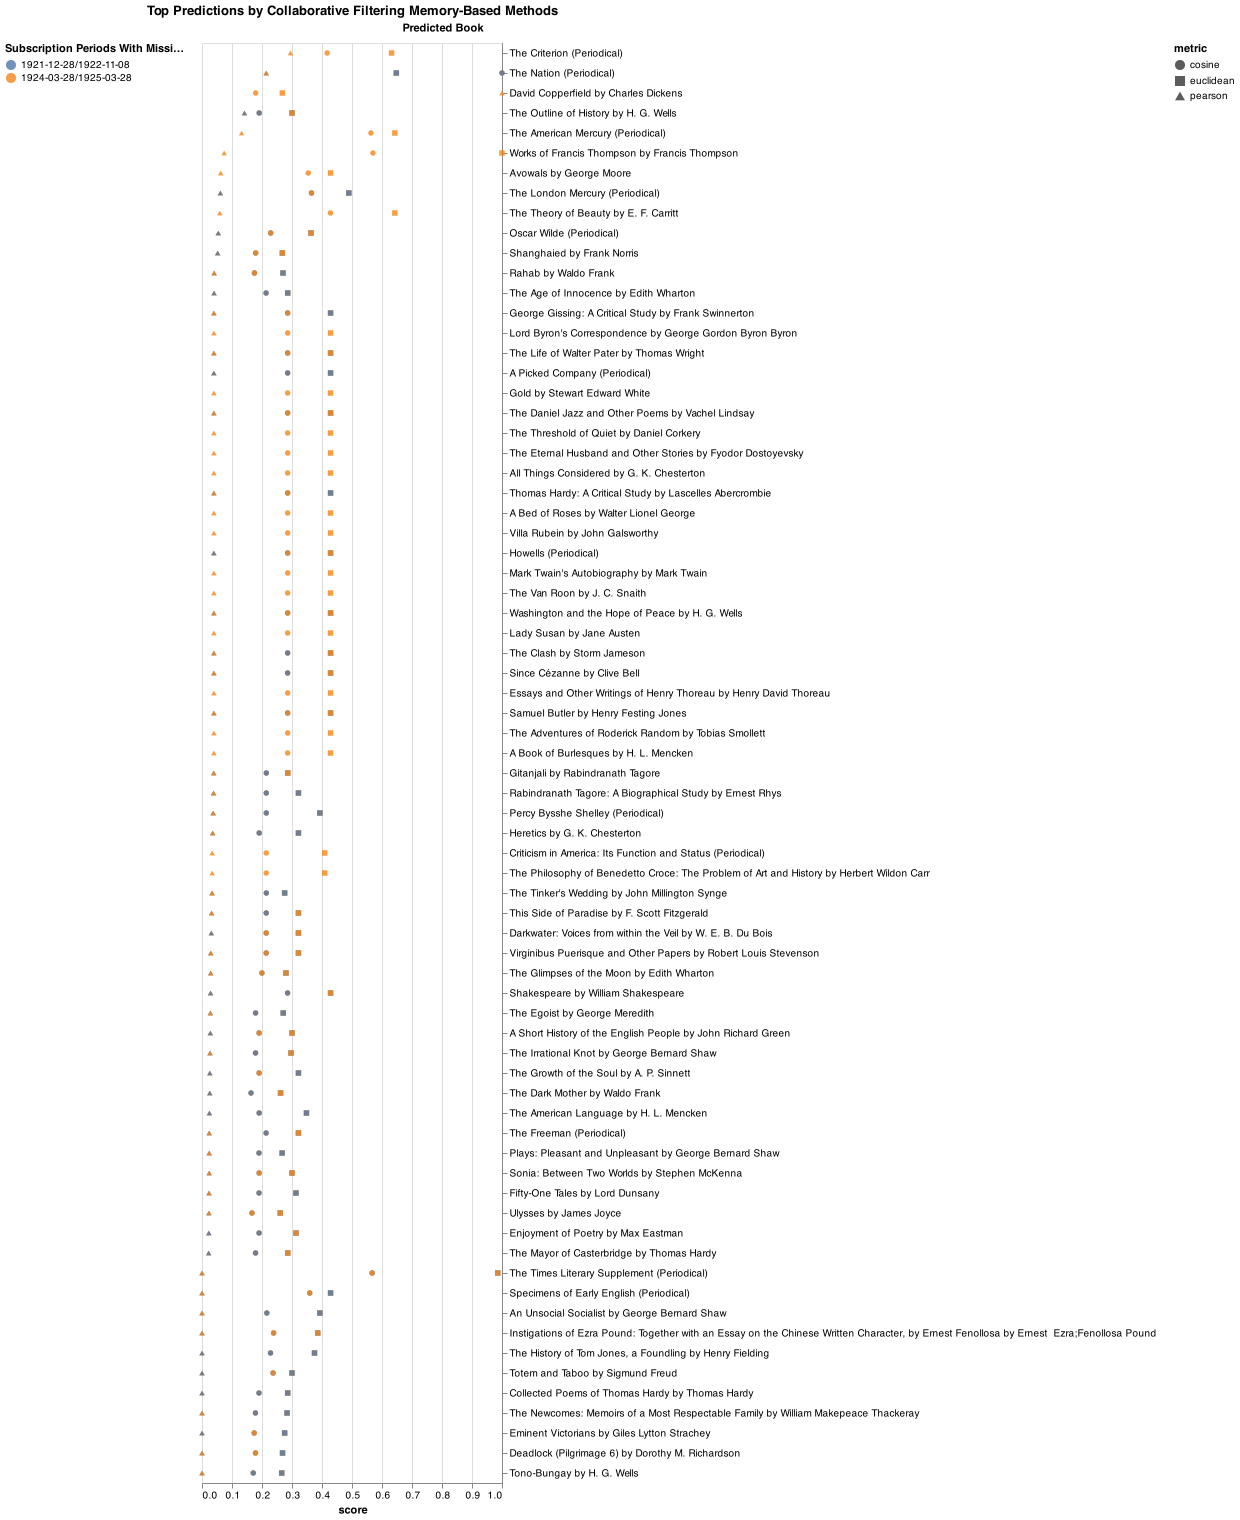 Top Predictions by Collaborative Filtering Memory-Based Methods
Predicted Book
Subscription Periods With Missi...
1921-12-28/1922-11-08
1924-03-28/1925-03-28
metric
cosine
euclidean
pearson
The Criterion (Periodical)
The Nation (Periodical)
David Copperfield by Charles Dickens
The Outline of History by H. G. Wells
The American Mercury (Periodical)
Works of Francis Thompson by Francis Thompson
Avowals by George Moore
The London Mercury (Periodical)
The Theory of Beauty by E. F. Carritt
Oscar Wilde (Periodical)
Shanghaied by Frank Norris
Rahab by Waldo Frank
The Age of Innocence by Edith Wharton
George Gissing: A Critical Study by Frank Swinnerton
Lord Byron's Correspondence by George Gordon Byron Byron
The Life of Walter Pater by Thomas Wright
A Picked Company (Periodical)
Gold by Stewart Edward White
The Daniel Jazz and Other Poems by Vachel Lindsay
The Threshold of Quiet by Daniel Corkery
The Eternal Husband and Other Stories by Fyodor Dostoyevsky
All Things Considered by G. K. Chesterton
Thomas Hardy: A Critical Study by Lascelles Abercrombie
A Bed of Roses by Walter Lionel George
Villa Rubein by John Galsworthy
Howells (Periodical)
Mark Twain's Autobiography by Mark Twain
The Van Roon by J. C. Snaith
Washington and the Hope of Peace by H. G. Wells
Lady Susan by Jane Austen
The Clash by Storm Jameson
Since Cézanne by Clive Bell
Essays and Other Writings of Henry Thoreau by Henry David Thoreau
Samuel Butler by Henry Festing Jones
The Adventures of Roderick Random by Tobias Smollett
A Book of Burlesques by H. L. Mencken
Gitanjali by Rabindranath Tagore
Rabindranath Tagore: A Biographical Study by Ernest Rhys
Percy Bysshe Shelley (Periodical)
Heretics by G. K. Chesterton
Criticism in America: Its Function and Status (Periodical)
The Philosophy of Benedetto Croce: The Problem of Art and History by Herbert Wildon Carr
The Tinker's Wedding by John Millington Synge
This Side of Paradise by F. Scott Fitzgerald
Darkwater: Voices from within the Veil by W. E. B. Du Bois
Virginibus Puerisque and Other Papers by Robert Louis Stevenson
The Glimpses of the Moon by Edith Wharton
Shakespeare by William Shakespeare
The Egoist by George Meredith
A Short History of the English People by John Richard Green
The Irrational Knot by George Bernard Shaw
The Growth of the Soul by A. P. Sinnett
The Dark Mother by Waldo Frank
The American Language by H. L. Mencken
The Freeman (Periodical)
Plays: Pleasant and Unpleasant by George Bernard Shaw
Sonia: Between Two Worlds by Stephen McKenna
Fifty-One Tales by Lord Dunsany
Ulysses by James Joyce
Enjoyment of Poetry by Max Eastman
The Mayor of Casterbridge by Thomas Hardy
The Times Literary Supplement (Periodical)
Specimens of Early English (Periodical)
An Unsocial Socialist by George Bernard Shaw
Instigations of Ezra Pound: Together with an Essay on the Chinese Written Character, by Ernest Fenollosa by Ernest  Ezra;Fenollosa Pound
The History of Tom Jones, a Foundling by Henry Fielding
Totem and Taboo by Sigmund Freud
Collected Poems of Thomas Hardy by Thomas Hardy
The Newcomes: Memoirs of a Most Respectable Family by William Makepeace Thackeray
Eminent Victorians by Giles Lytton Strachey
Deadlock (Pilgrimage 6) by Dorothy M. Richardson
Tono-Bungay by H. G. Wells
0.0 0.1 0.2 0.3 0.4 0.5 0.6 0.7 0.8 0.9 1.0
score